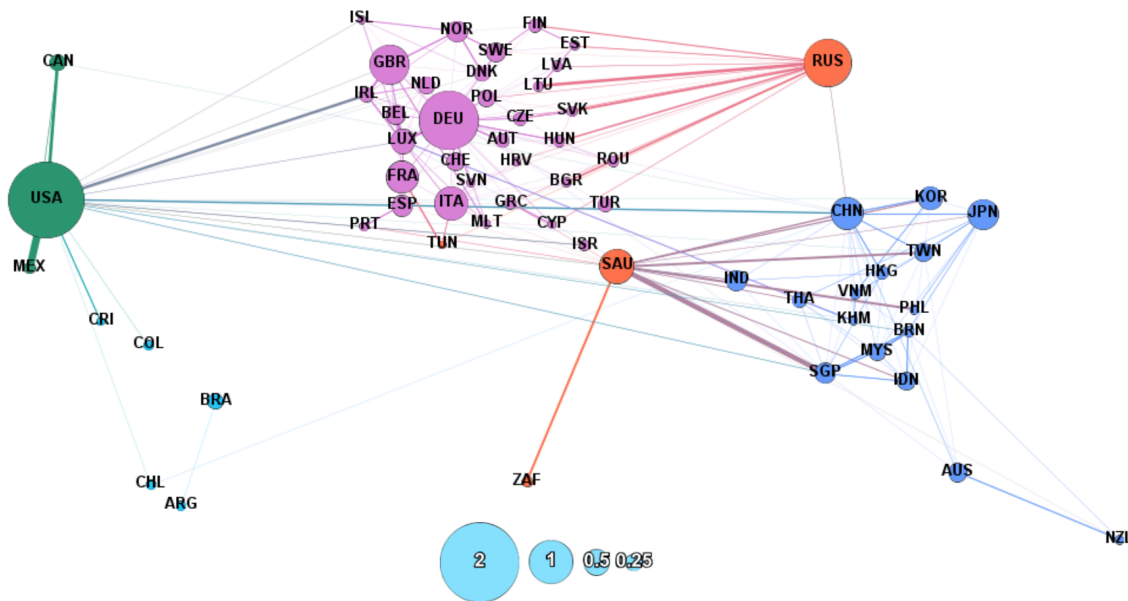 ISL
NOR
FIN
CAN
GBR
SWE
EST
RUS
DNK
LVA
IRL
NLD
POL
LTU
BEL
DEU
CZE
SVK
LUX
AUT
HUN
CHE
HRV
ROU
FRA
SVN
BGR
USA
ESP
ITA
GRC
TUR
CHN
KOR
JPN
PRT
MLT
CYP
TUN
ISR
TWN
MEX
SAU
IND
HKG
THA
VNM
PHL
CRI
KHM
BRN
COL
MYS
SGP
IDN
BRA
CHL
ZAF
AUS
ARG
NZL
2 1 0.5 0.25